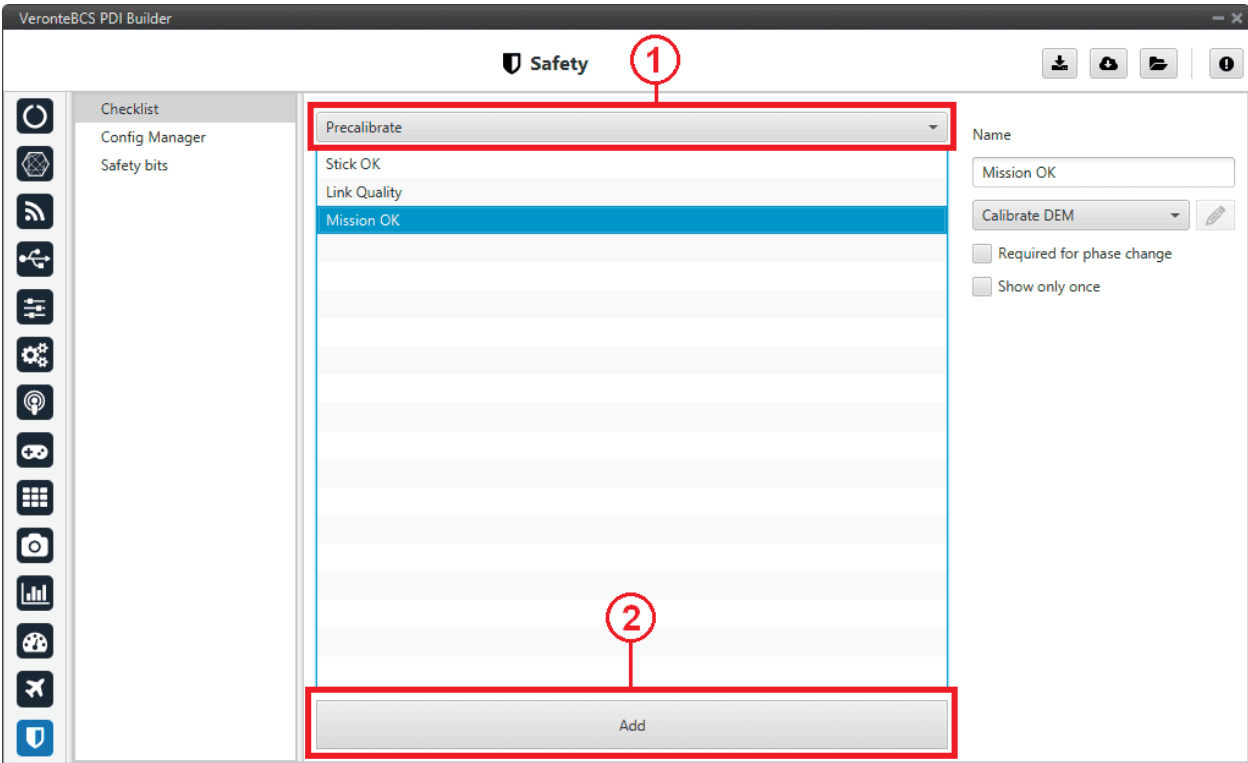 VeronteBCS PDI Builder
Safety
1
Checklist
Config Manager
Safety bits
Precalibrate
Stick OK
Link Quality
Mission OK
2
Add
Name
Mission OK
Calibrate DEM
Required for phase change
Show only once